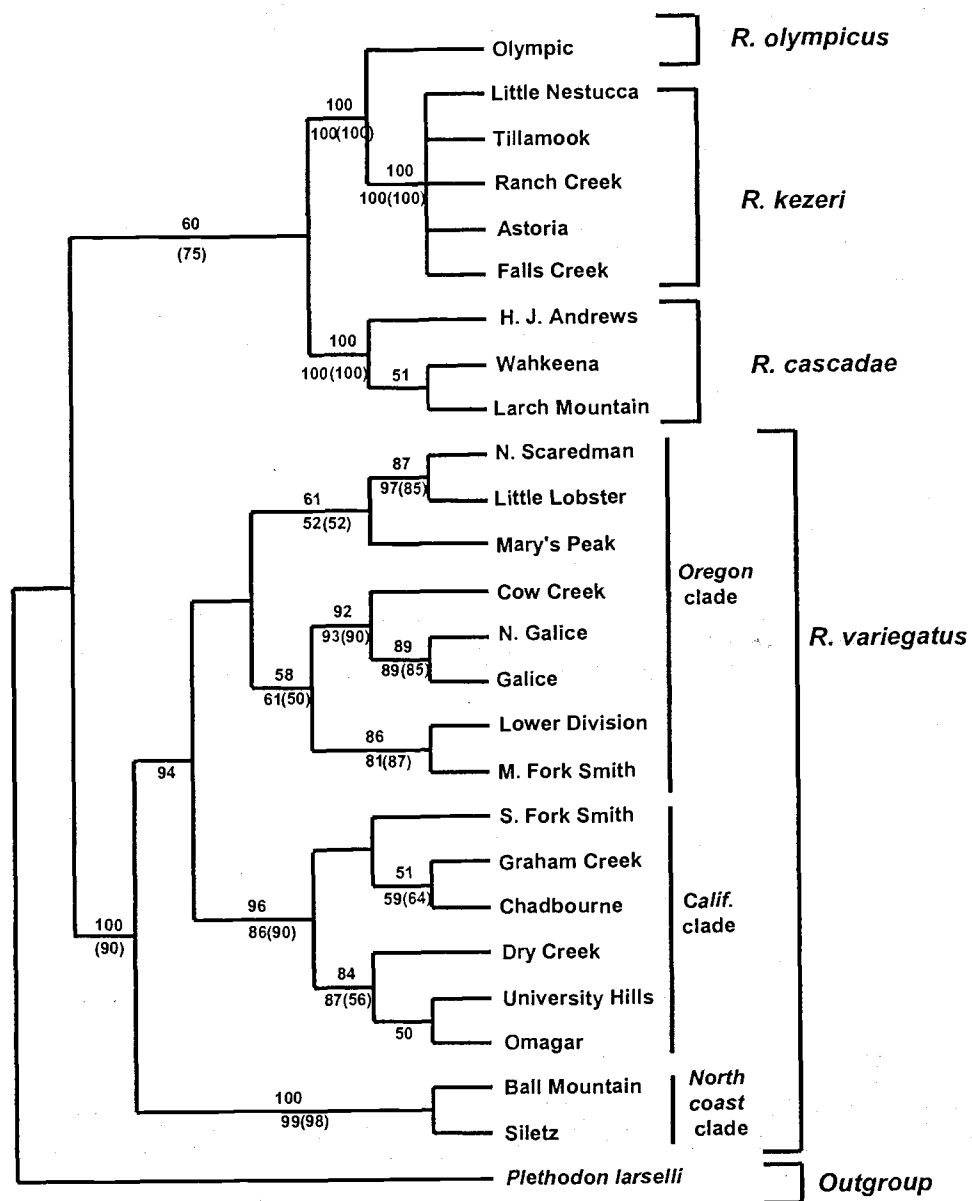 Olympic
R. olympicus
Little Nestucca
100
100(100)
Tillamook
100
100(100)
Ranch Creek
R. kezeri
60
(75)
Astoria
Falls Creek
H. J. Andrews
100
100(100)
Wahkeena
51
R. cascadae
Larch Mountain
N. Scaredman
87
97(85)
Little Lobster
61
52(52)
Mary's Peak
Oregon
clade
Cow Creek
92
93(90)
N. Galice
89
89(85)
R. variegatus
58
61(50)
Galice
Lower Division
86
81(87)
M. Fork Smith
94
S. Fork Smith
Graham Creek
51
59(64)
Chadbourne
Calif.
clade
96
86(90)
100
(90)
Dry Creek
84
87(56)
University Hills
50
Omagar
Ball Mountain
North
coast
clade
100
99(98)
Siletz
Plethodon larselli
Outgroup